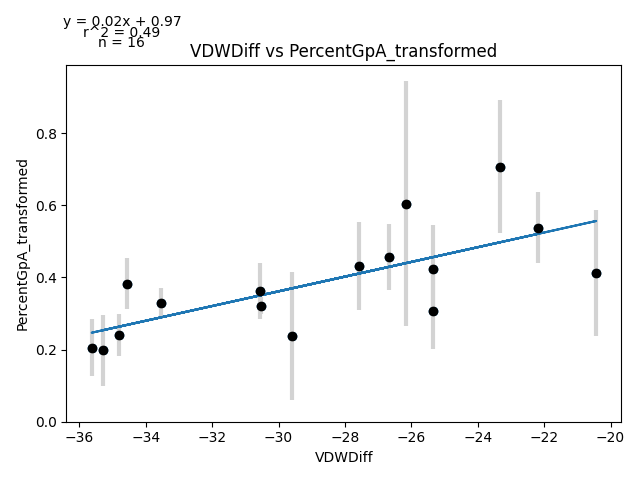 y = 0.02x + 0.97
r^2 = 0.49
n = 16
VDWDiff vs PercentGpA_transformed
PercentGpA_transformed
0.8
0.6
0.4
0.2
0.0
−36
−34
−32
−30
−28
−26
−24
−22
−20
VDWDiff